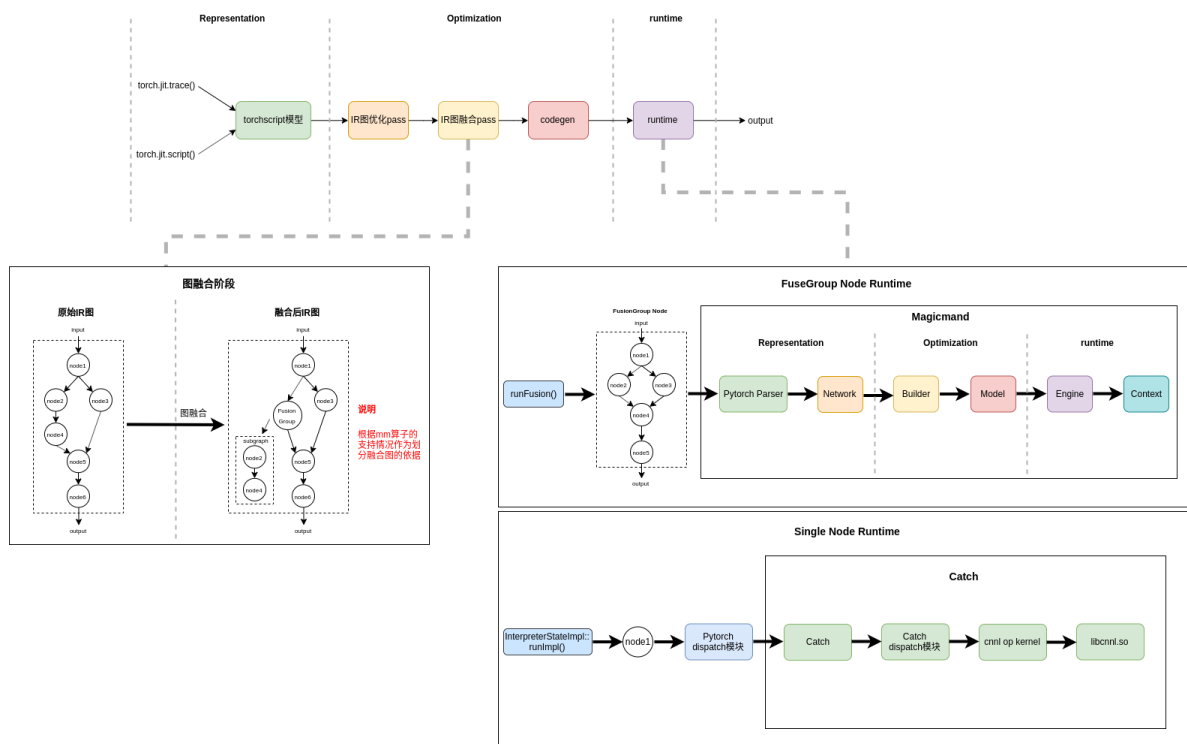 Representation
Optimization
runtime
torch.jit.trace()
torch.jit.script()
torchscript模型
IR图优化pass
IR图融合pass
codegen
runtime
output
图融合阶段
原始IR图
融合后IR图
input
node1
node2
node3
node4
node5
node6
output
图融合
input
node1
Fusion
Group
node3
subgraph
node2
node4
node5
node6
output
说明
根据mm算子的
支持情况作为划
分融合图的依据
FuseGroup Node Runtime
runFusion()
FusionGroup Node
input
node1
node2
node3
node4
node5
output
Magicmand
Representation
Optimization
runtime
Pytorch Parser
Network
Builder
Model
Engine
Context
Single Node Runtime
InterpreterStateImpl::
runImpl()
node1
Pytorch
dispatch模块
Catch
Catch
Catch
dispatch模块
cnnl op kernel
libcnnl.so